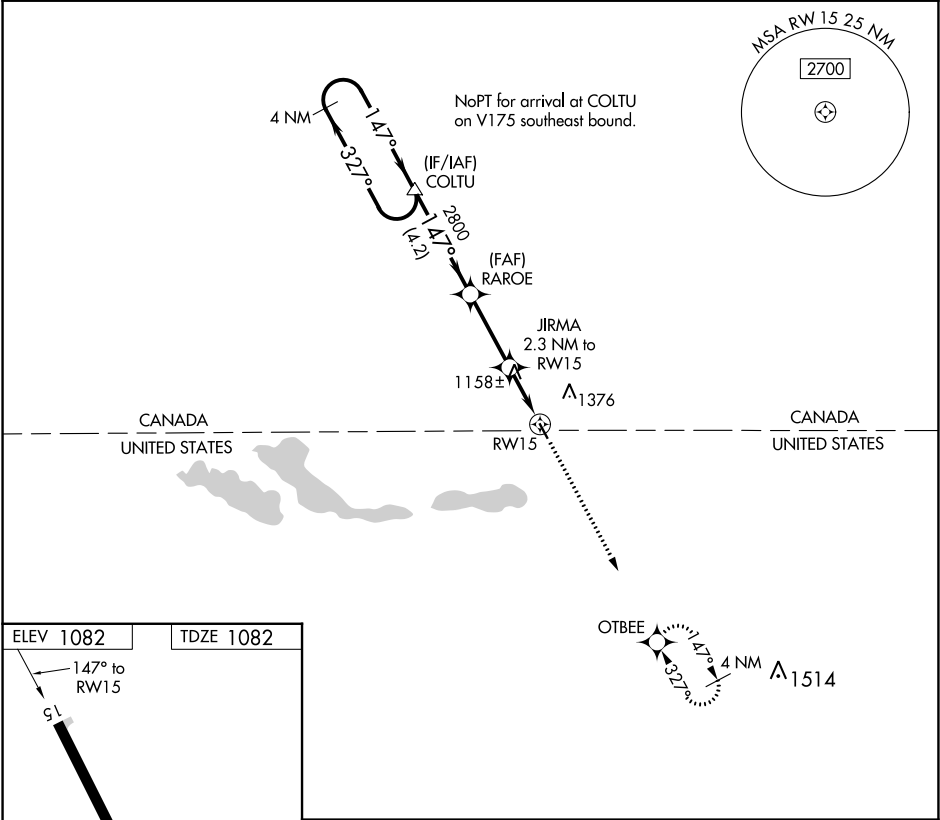 MSA RW 15 25 NM
2700
NoPT for arrival at COLTU
on V175 southeast bound.
4 NM
147°
327°
(IF/IAF)
COLTU
2800
147°
(4.2)
(FAF)
RAROE
JIRMA
2.3 NM to
RW15
1158±
1376
CANADA
UNITED STATES
RW15
CANADA
UNITED STATES
OTBEE
147°
327°
4 NM
1514
ELEV 1082
TDZE 1082
147° to
RW15
15